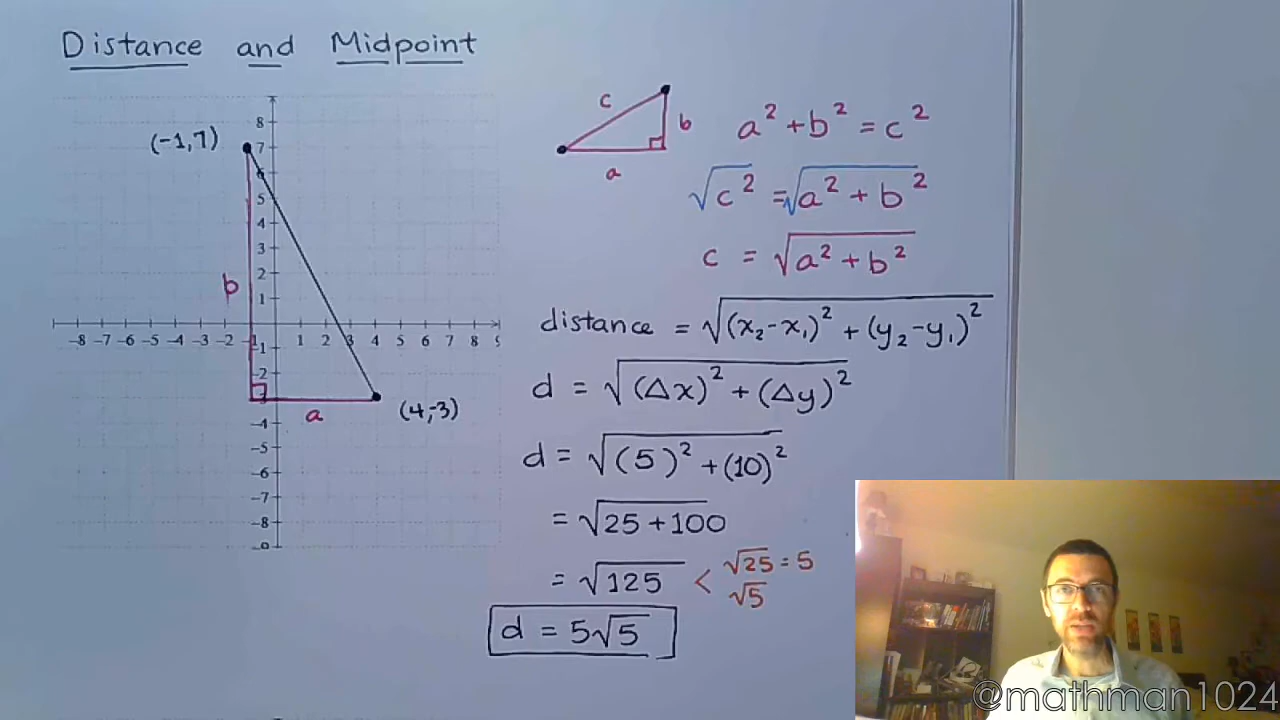 Distance and Midpoint
(-1,7)
8
7
6
5
4
3
2
1
-8 -7 -6 -5 -4 -3 -2 -1 1 2 3 4 5 6 7 8 9
-1
-2
-3
-4
-5
-6
-7
-8
-9
b
a
(4,-3)
c
b
a
a² + b² = c²
√c² = √a² + b²
c = √a² + b²
distance = √(x₂-x₁)² + (y₂-y₁)²
d = √(Δx)² + (Δy)²
d = √(5)² + (10)²
= √25 + 100
= √125 < √25 = 5
√5
d = 5√5
@mathman1024